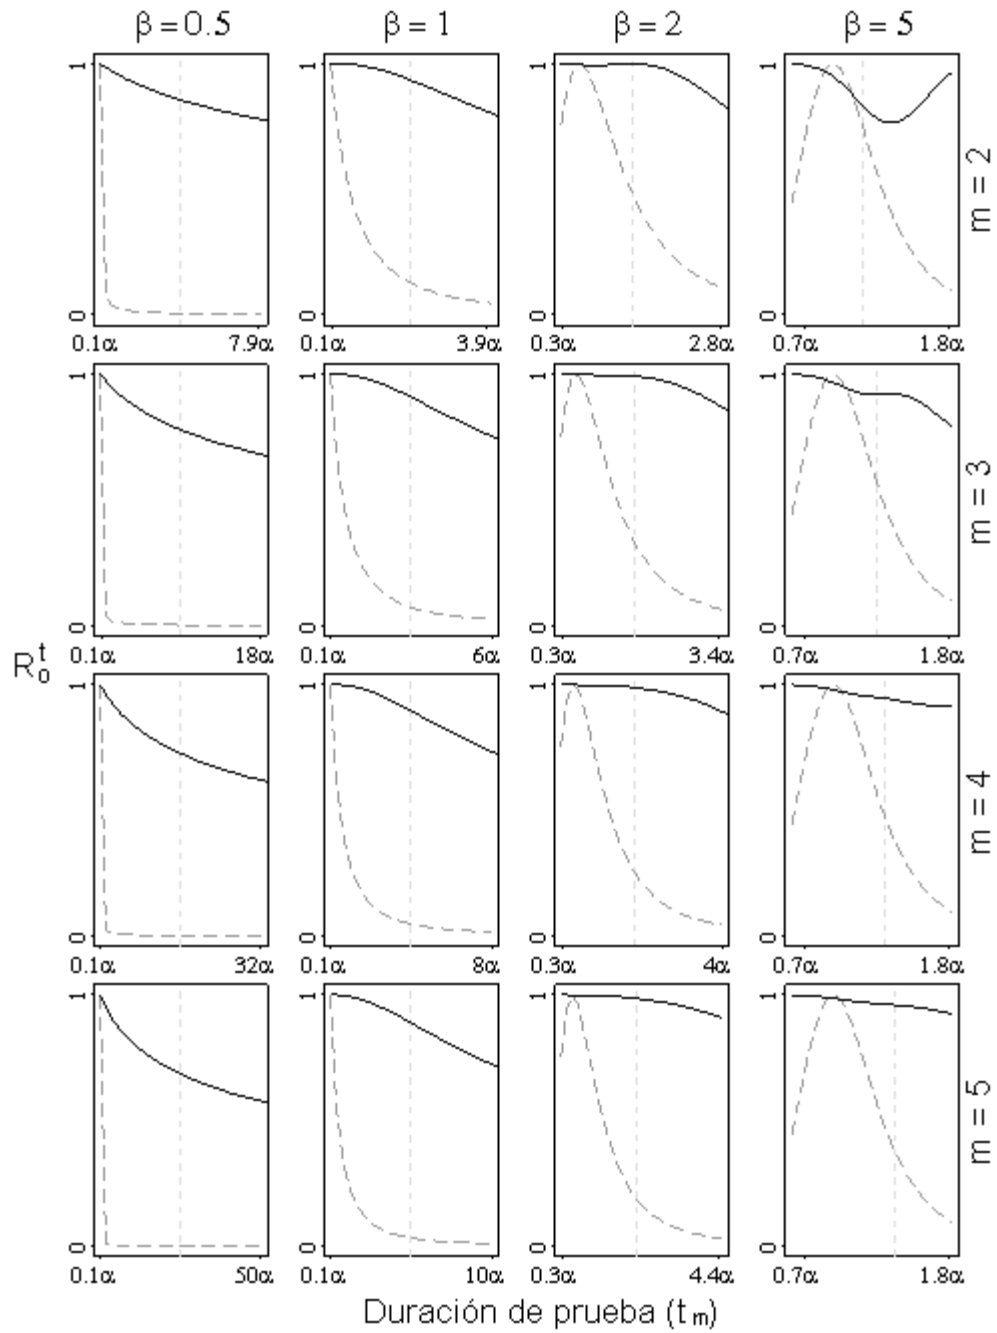 β = 0.5 β = 1 β = 2 β = 5
1 1 1 1
0 0 0 0
m = 2
0.1α 7.9α 0.1α 3.9α 0.3α 2.8α 0.7α 1.8α
1 1 1 1
0 0 0 0
m = 3
0.1α 18α 0.1α 6α 0.3α 3.4α 0.7α 1.8α
R_o^t
1 1 1 1
0 0 0 0
m = 4
0.1α 32α 0.1α 8α 0.3α 4α 0.7α 1.8α
1 1 1 1
0 0 0 0
m = 5
0.1α 50α 0.1α 10α 0.3α 4.4α 0.7α 1.8α
Duración de prueba (t_m)